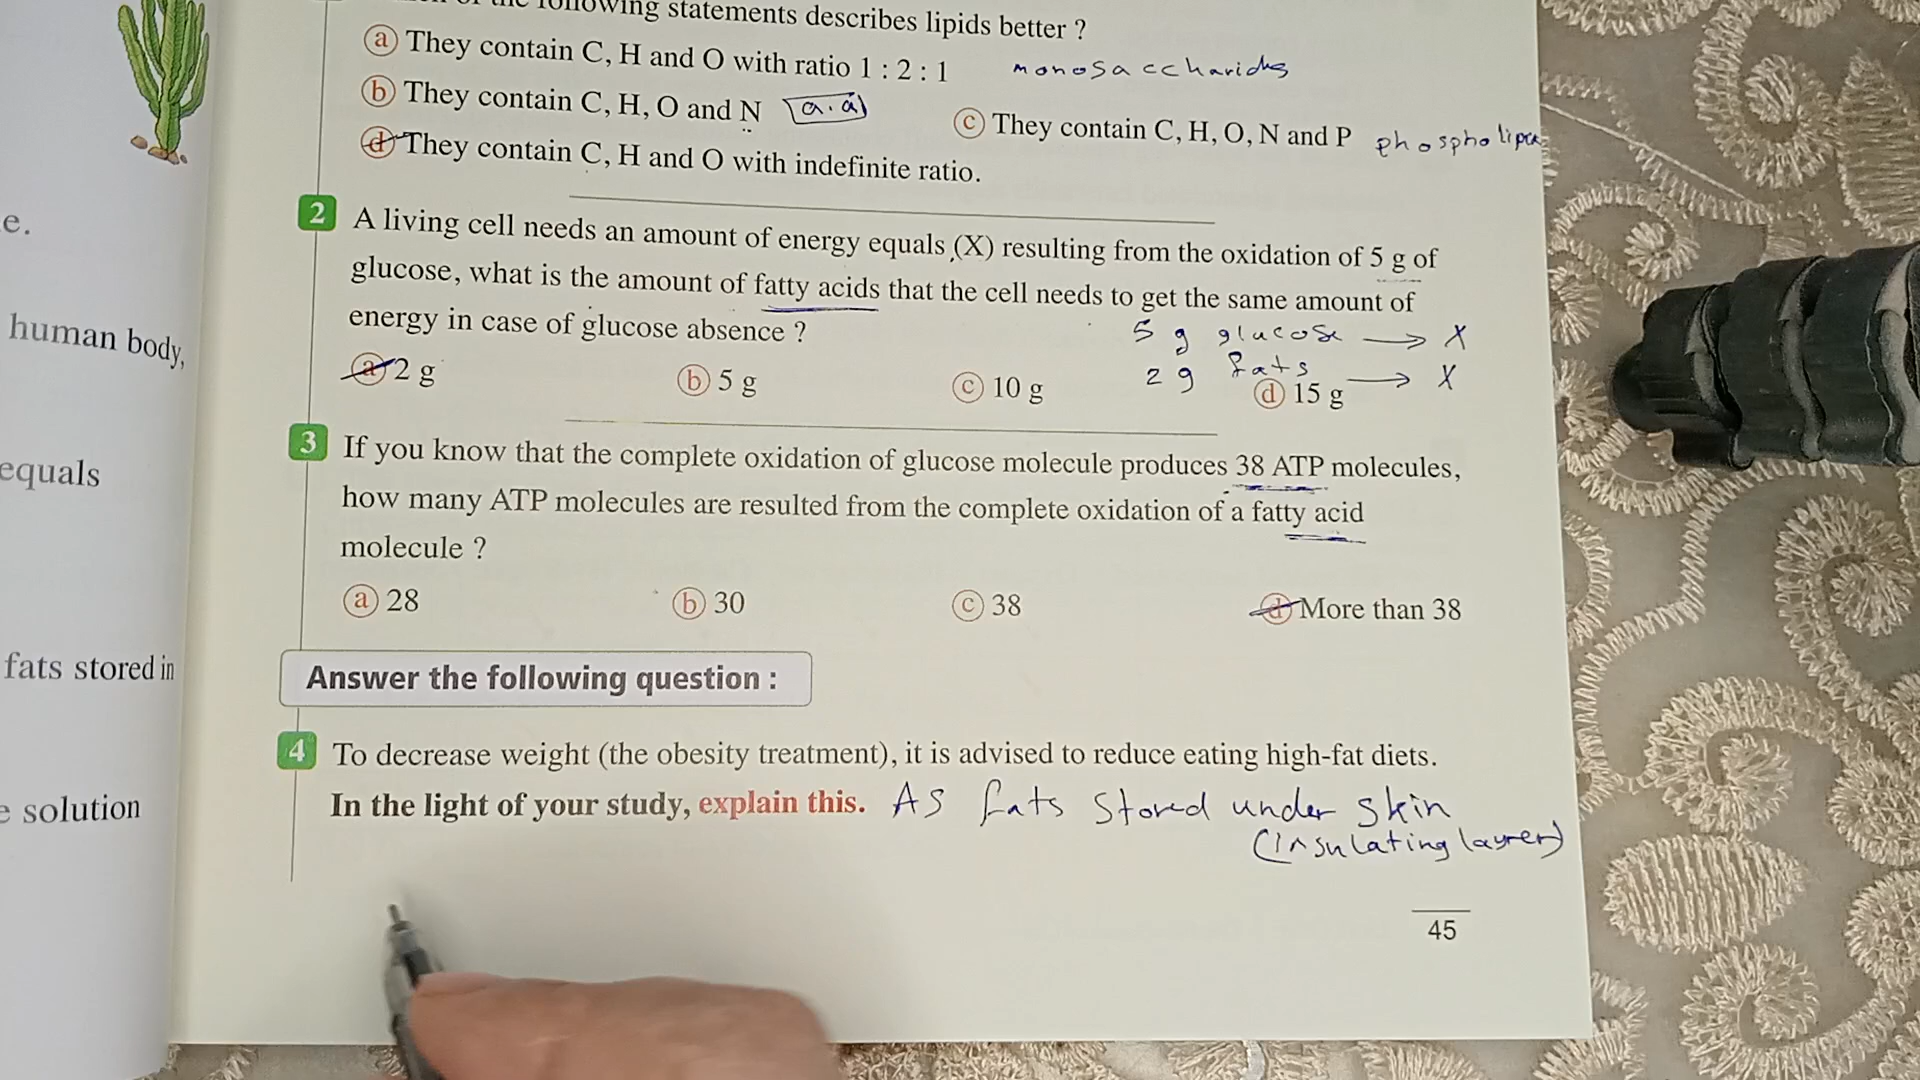 following statements describes lipids better ?
a They contain C, H and O with ratio 1 : 2 : 1 monosaccharides
b They contain C, H, O and N (a.a)
c They contain C, H, O, N and P
d They contain C, H and O with indefinite ratio.
2 A living cell needs an amount of energy equals (X) resulting from the oxidation of 5 g of
glucose, what is the amount of fatty acids that the cell needs to get the same amount of
energy in case of glucose absence ?
5 g glucose → X
2 g fats → X
a 2 g b 5 g c 10 g d 15 g
3 If you know that the complete oxidation of glucose molecule produces 38 ATP molecules,
how many ATP molecules are resulted from the complete oxidation of a fatty acid
molecule ?
a 28 b 30 c 38 d More than 38
Answer the following question :
4 To decrease weight (the obesity treatment), it is advised to reduce eating high-fat diets.
In the light of your study, explain this. As fats stored under skin
(insulating layer)
45
e.
human body,
equals
fats stored in
solution